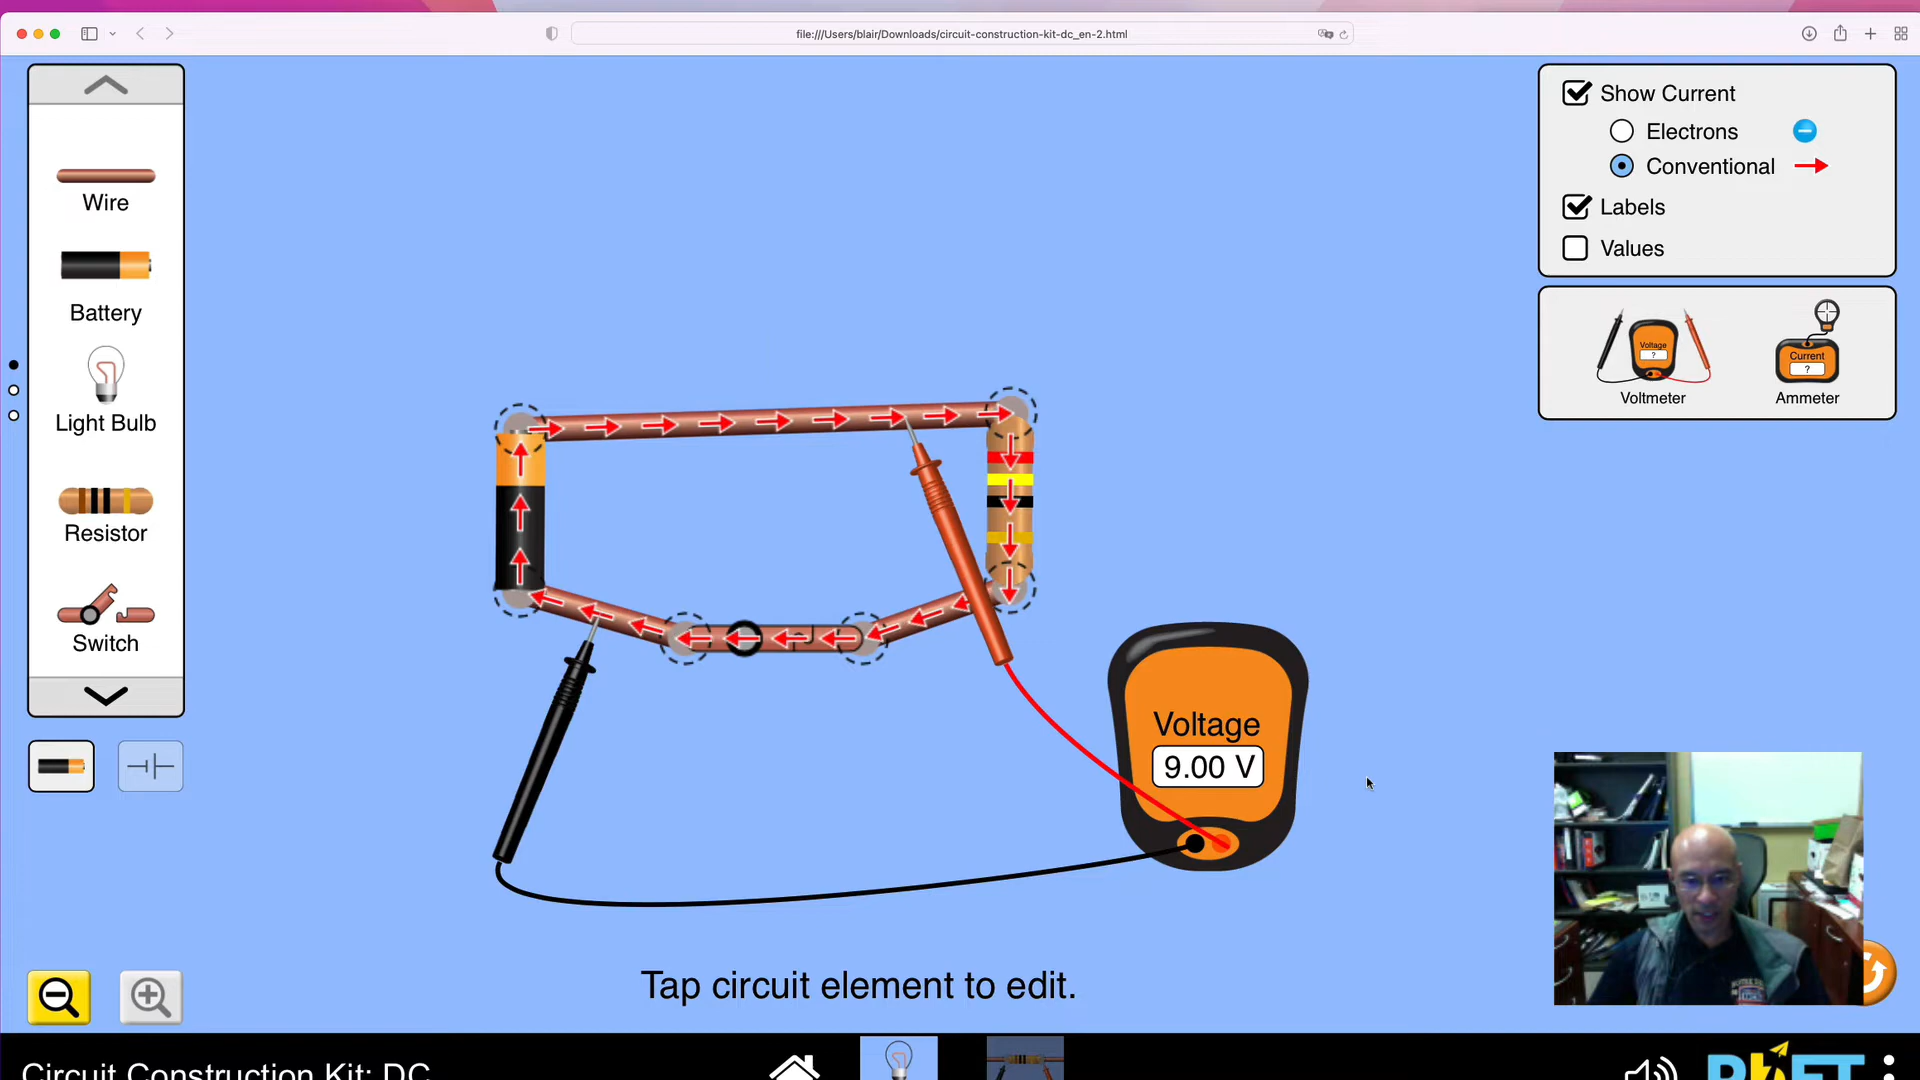 file:///Users/blair/Downloads/circuit-construction-kit-dc_en-2.html
Wire
Battery
Light Bulb
Resistor
Switch
Show Current
Electrons
Conventional
Labels
Values
Voltage
?
Voltmeter
Current
?
Ammeter
Voltage
9.00 V
Tap circuit element to edit.
Circuit Construction Kit: DC
PhET